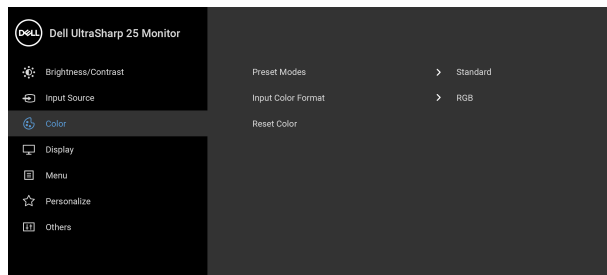 DELL Dell UltraSharp 25 Monitor
Brightness/Contrast
Input Source
Color
Display
Menu
Personalize
Others
Preset Modes Standard
Input Color Format RGB
Reset Color